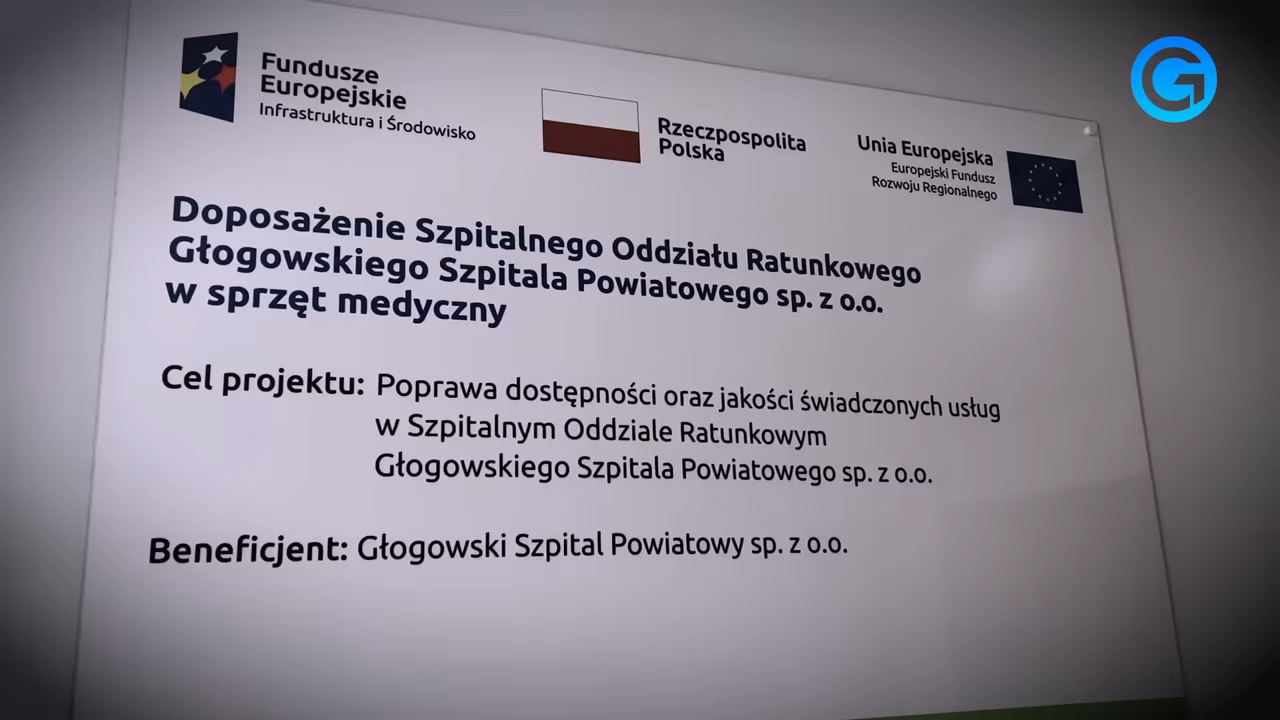 Fundusze
Europejskie
Infrastruktura i Środowisko
Rzeczpospolita
Polska
Unia Europejska
Europejski Fundusz
Rozwoju Regionalnego
Doposażenie Szpitalnego Oddziału Ratunkowego
Głogowskiego Szpitala Powiatowego sp. z o.o.
w sprzęt medyczny
Cel projektu: Poprawa dostępności oraz jakości świadczonych usług
w Szpitalnym Oddziale Ratunkowym
Głogowskiego Szpitala Powiatowego sp. z o.o.
Beneficjent: Głogowski Szpital Powiatowy sp. z o.o.